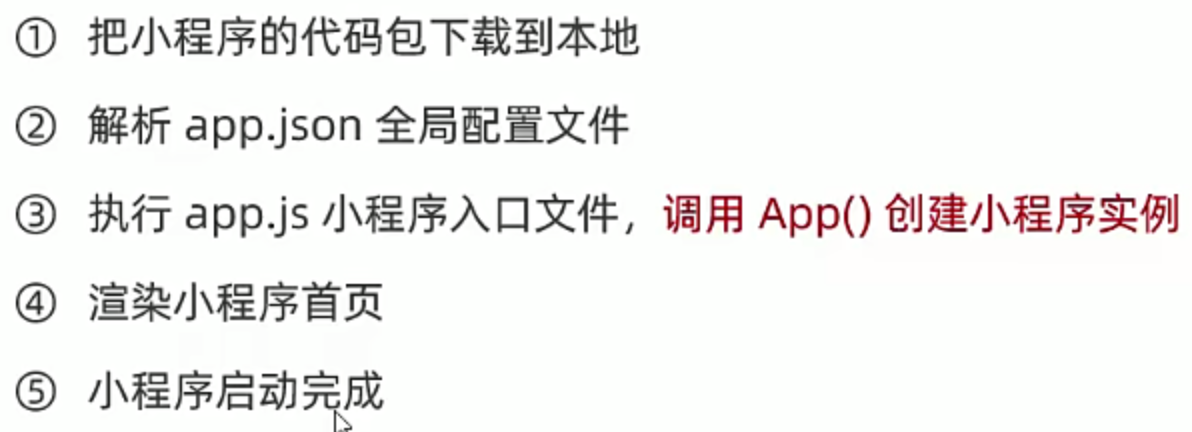 ① 把小程序的代码包下载到本地
② 解析 app.json 全局配置文件
③ 执行 app.js 小程序入口文件，调用 App() 创建小程序实例
④ 渲染小程序首页
⑤ 小程序启动完成